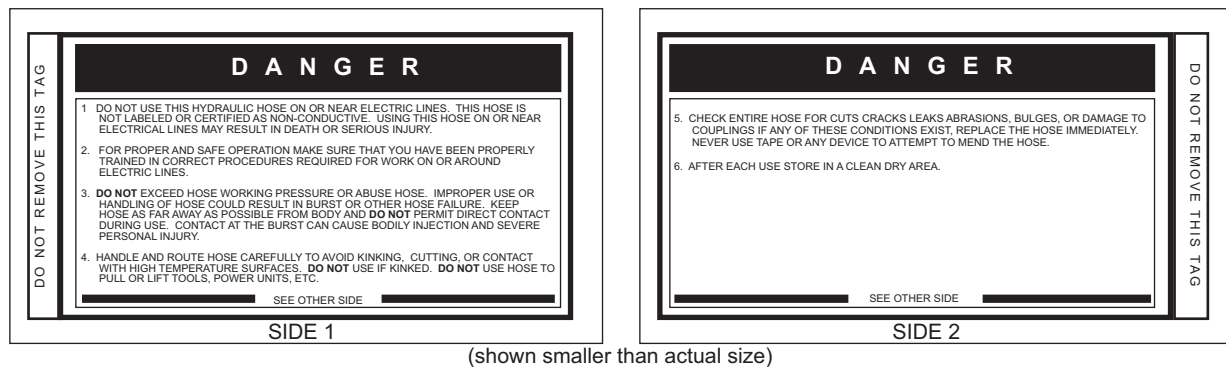 DO NOT REMOVE THIS TAG
D A N G E R
1 DO NOT USE THIS HYDRAULIC HOSE ON OR NEAR ELECTRIC LINES. THIS HOSE IS
NOT LABELED OR CERTIFIED AS NON-CONDUCTIVE. USING THIS HOSE ON OR NEAR
ELECTRICAL LINES MAY RESULT IN DEATH OR SERIOUS INJURY.
2. FOR PROPER AND SAFE OPERATION MAKE SURE THAT YOU HAVE BEEN PROPERLY
TRAINED IN CORRECT PROCEDURES REQUIRED FOR WORK ON OR AROUND
ELECTRIC LINES.
3. DO NOT EXCEED HOSE WORKING PRESSURE OR ABUSE HOSE. IMPROPER USE OR
HANDLING OF HOSE COULD RESULT IN BURST OR OTHER HOSE FAILURE. KEEP
HOSE AS FAR AWAY AS POSSIBLE FROM BODY AND DO NOT PERMIT DIRECT CONTACT
DURING USE. CONTACT AT THE BURST CAN CAUSE BODILY INJECTION AND SEVERE
PERSONAL INJURY.
4. HANDLE AND ROUTE HOSE CAREFULLY TO AVOID KINKING, CUTTING, OR CONTACT
WITH HIGH TEMPERATURE SURFACES. DO NOT USE IF KINKED. DO NOT USE HOSE TO
PULL OR LIFT TOOLS, POWER UNITS, ETC.
SEE OTHER SIDE
SIDE 1
D A N G E R
5. CHECK ENTIRE HOSE FOR CUTS CRACKS LEAKS ABRASIONS, BULGES, OR DAMAGE TO
COUPLINGS IF ANY OF THESE CONDITIONS EXIST, REPLACE THE HOSE IMMEDIATELY.
NEVER USE TAPE OR ANY DEVICE TO ATTEMPT TO MEND THE HOSE.
6. AFTER EACH USE STORE IN A CLEAN DRY AREA.
SEE OTHER SIDE
DO NOT REMOVE THIS TAG
SIDE 2
(shown smaller than actual size)